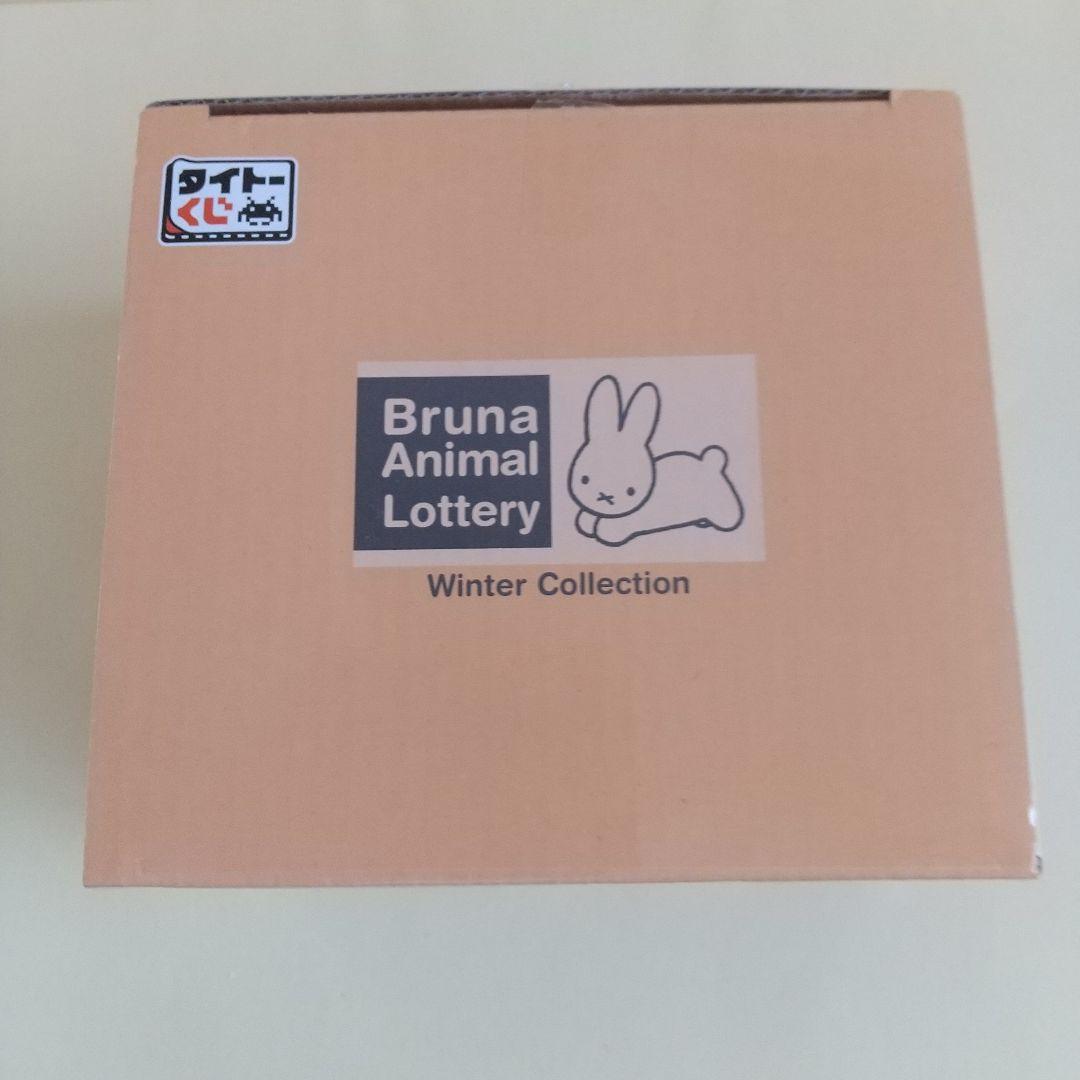 タイトー
くじ
Bruna
Animal
Lottery
Winter Collection